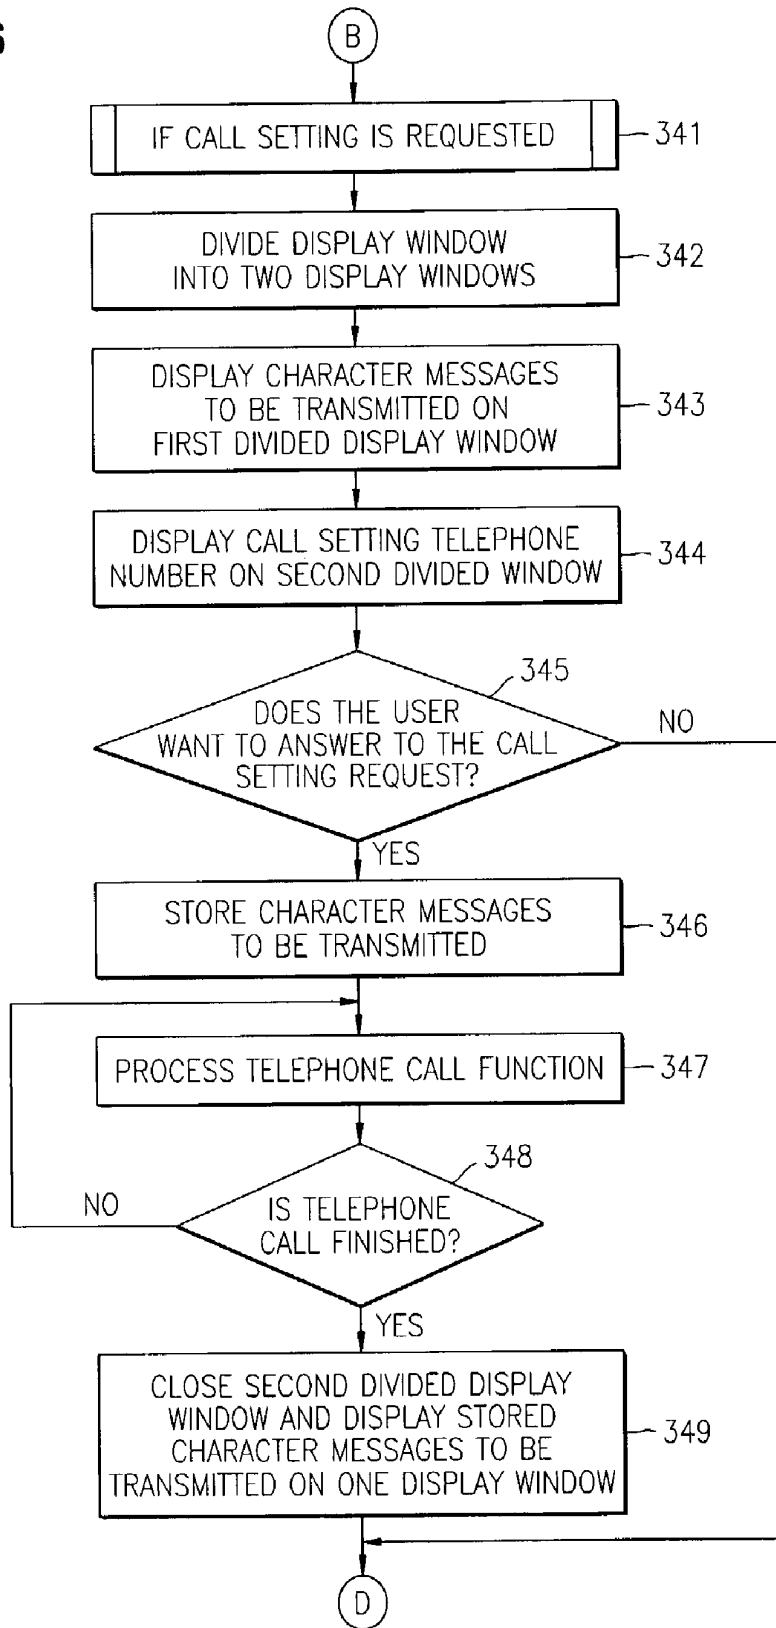 B
IF CALL SETTING IS REQUESTED
341
DIVIDE DISPLAY WINDOW
INTO TWO DISPLAY WINDOWS
342
DISPLAY CHARACTER MESSAGES
TO BE TRANSMITTED ON
FIRST DIVIDED DISPLAY WINDOW
343
DISPLAY CALL SETTING TELEPHONE
NUMBER ON SECOND DIVIDED WINDOW
344
345
DOES THE USER
WANT TO ANSWER TO THE CALL
SETTING REQUEST?
NO
YES
STORE CHARACTER MESSAGES
TO BE TRANSMITTED
346
PROCESS TELEPHONE CALL FUNCTION
347
348
IS TELEPHONE
CALL FINISHED?
NO
YES
CLOSE SECOND DIVIDED DISPLAY
WINDOW AND DISPLAY STORED
CHARACTER MESSAGES TO BE
TRANSMITTED ON ONE DISPLAY WINDOW
349
D